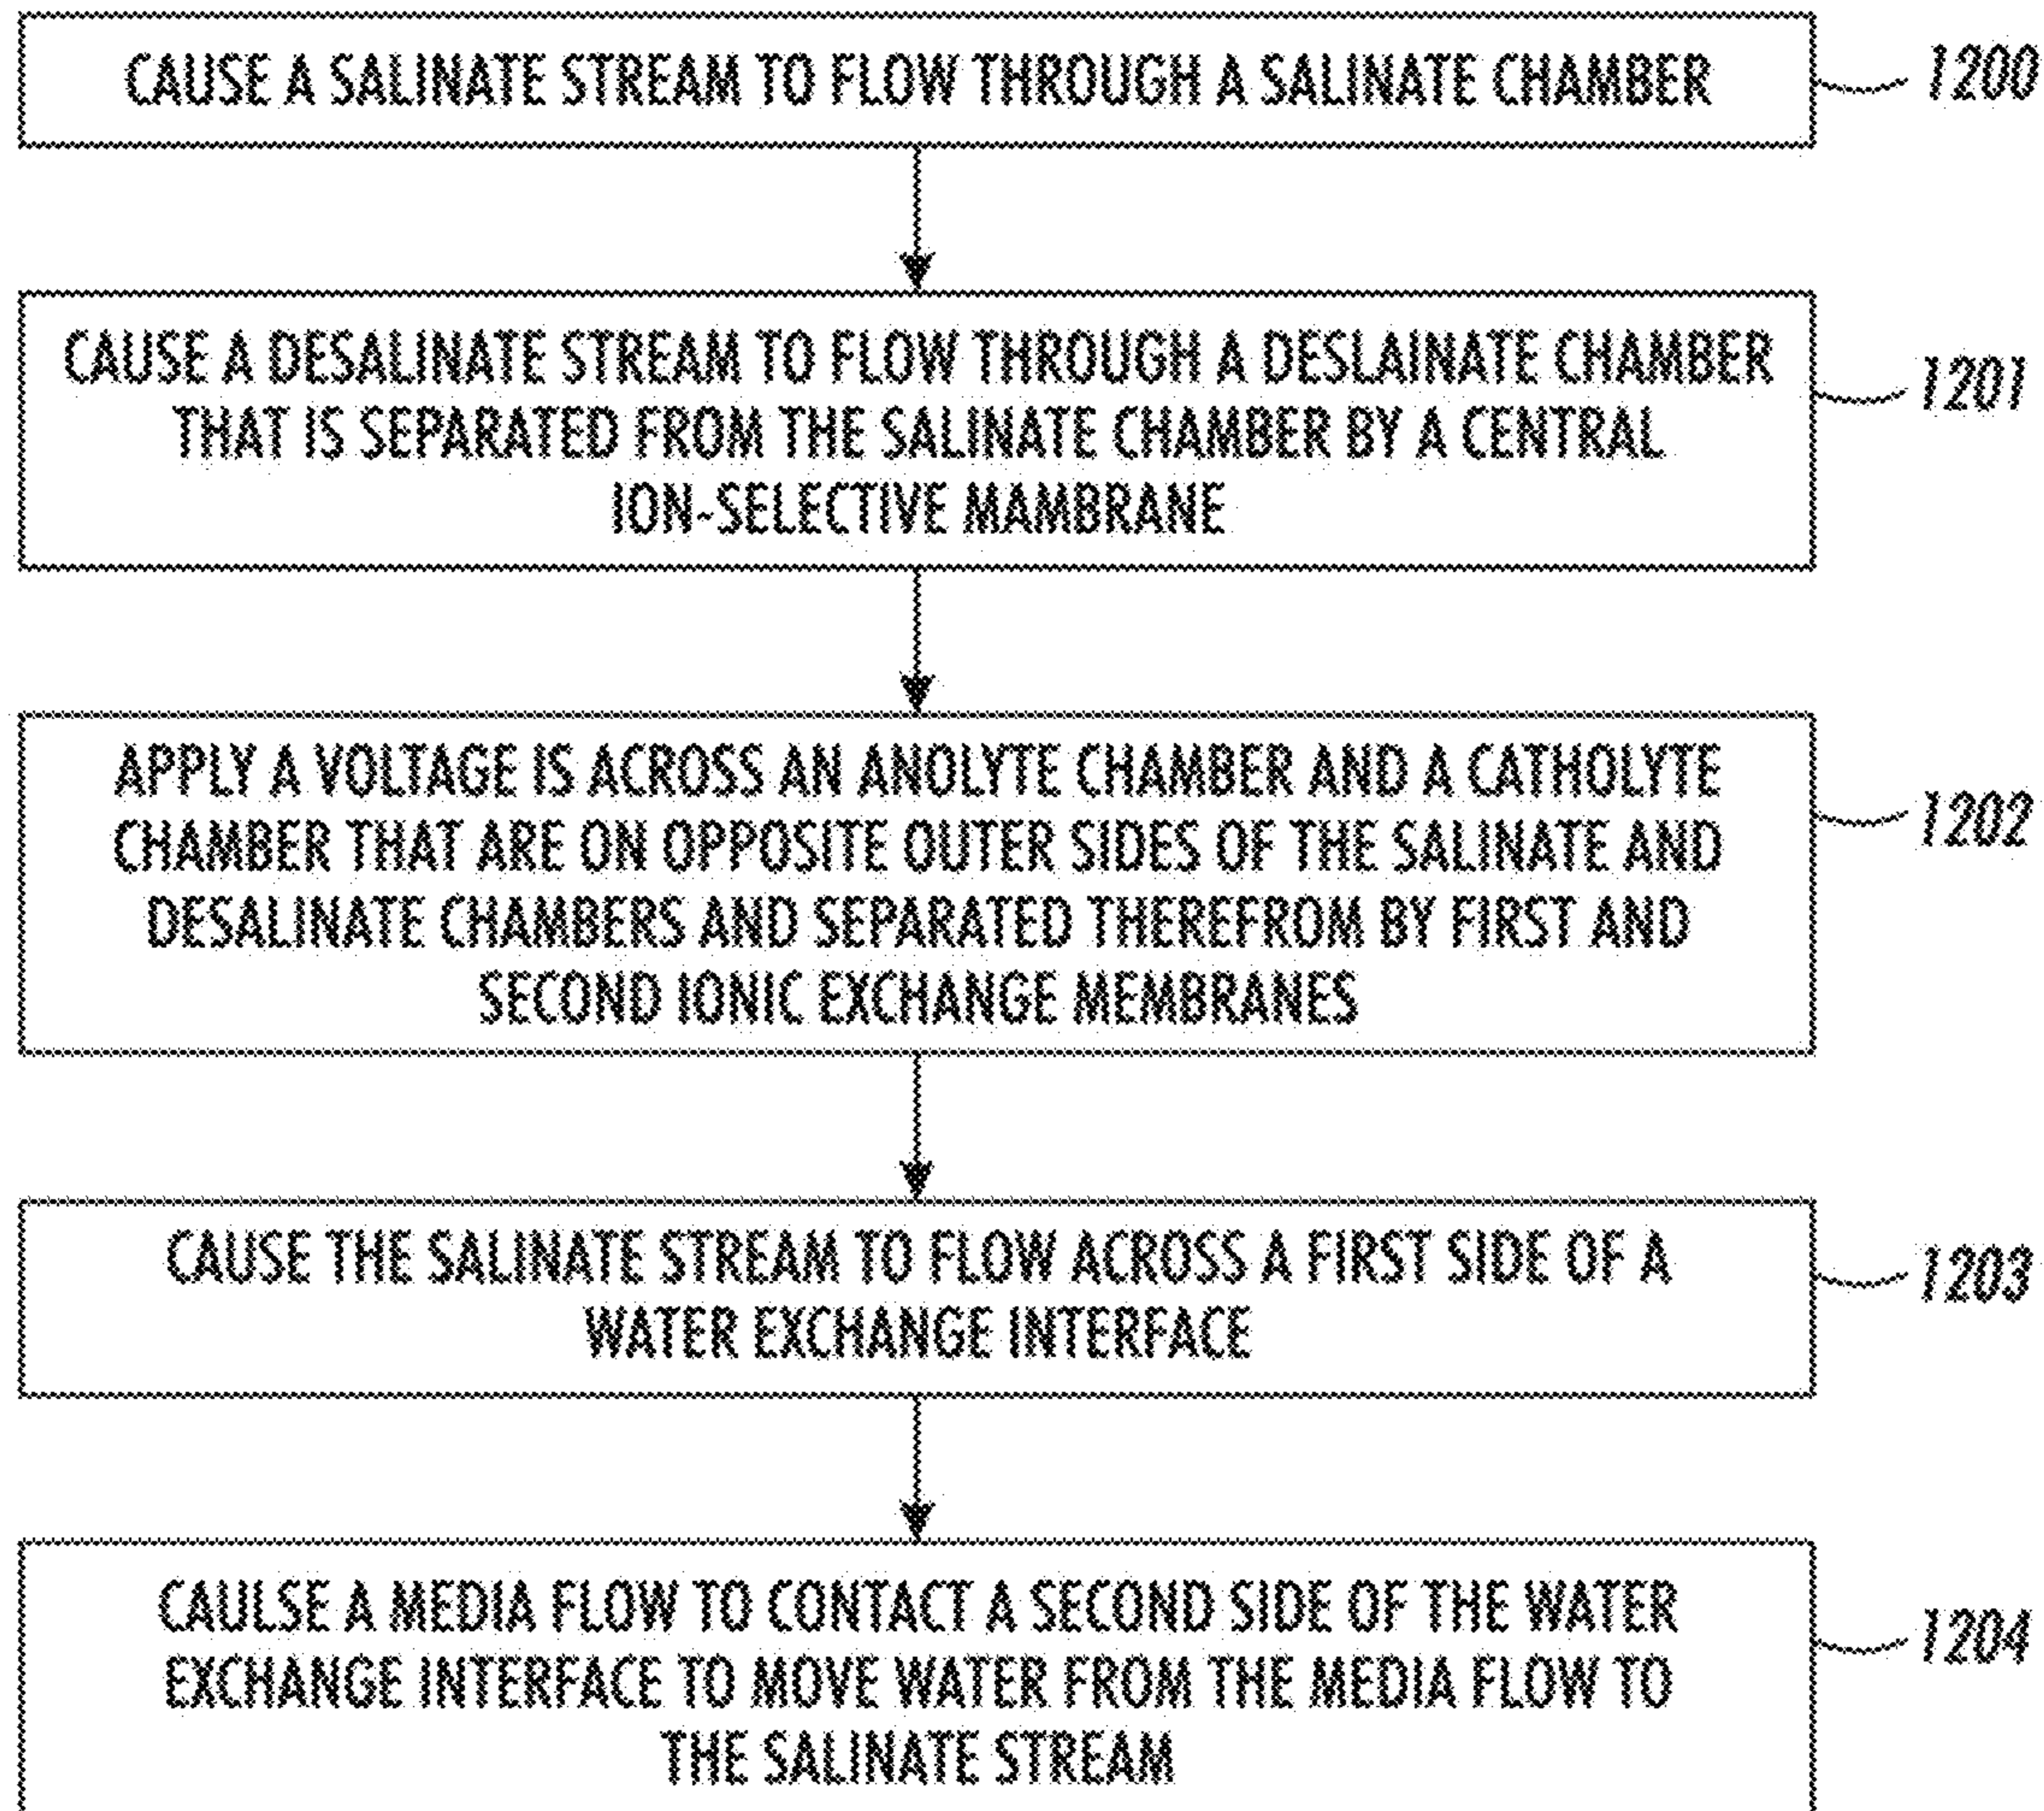 CAUSE A SALINATE STREAM TO FLOW THROUGH A SALINATE CHAMBER
1200
CAUSE A DESALINATE STREAM TO FLOW THROUGH A DESLAINATE CHAMBER
THAT IS SEPARATED FROM THE SALINATE CHAMBER BY A CENTRAL
ION-SELECTIVE MAMBRANE
1201
APPLY A VOLTAGE IS ACROSS AN ANOLYTE CHAMBER AND A CATHOLYTE
CHAMBER THAT ARE ON OPPOSITE OUTER SIDES OF THE SALINATE AND
DESALINATE CHAMBERS AND SEPARATED THEREFROM BY FIRST AND
SECOND IONIC EXCHANGE MEMBRANES
1202
CAUSE THE SALINATE STREAM TO FLOW ACROSS A FIRST SIDE OF A
WATER EXCHANGE INTERFACE
1203
CAULSE A MEDIA FLOW TO CONTACT A SECOND SIDE OF THE WATER
EXCHANGE INTERFACE TO MOVE WATER FROM THE MEDIA FLOW TO
THE SALINATE STREAM
1204